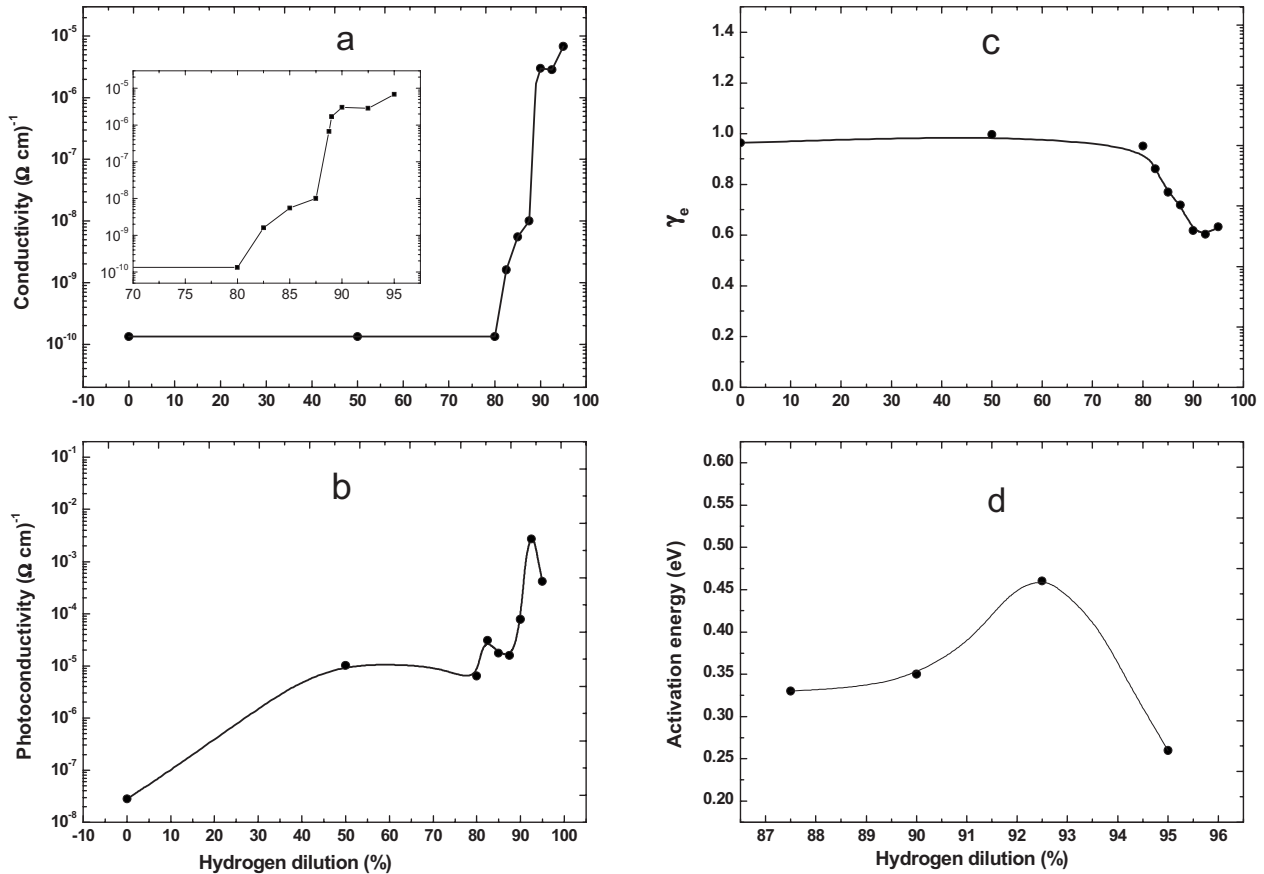 a
10⁻⁵
10⁻⁶
10⁻⁷
10⁻⁸
10⁻⁹
10⁻¹⁰
Conductivity (Ω cm)⁻¹
-10 0 10 20 30 40 50 60 70 80 90 100
10⁻⁵
10⁻⁶
10⁻⁷
10⁻⁸
10⁻⁹
10⁻¹⁰
70 75 80 85 90 95
c
1.4
1.2
1.0
0.8
0.6
0.4
0.2
0.0
γe
0 10 20 30 40 50 60 70 80 90 100
b
10⁻¹
10⁻²
10⁻³
10⁻⁴
10⁻⁵
10⁻⁶
10⁻⁷
10⁻⁸
Photoconductivity (Ω cm)⁻¹
-10 0 10 20 30 40 50 60 70 80 90 100
Hydrogen dilution (%)
d
0.60
0.55
0.50
0.45
0.40
0.35
0.30
0.25
0.20
Activation energy (eV)
87 88 89 90 91 92 93 94 95 96
Hydrogen dilution (%)